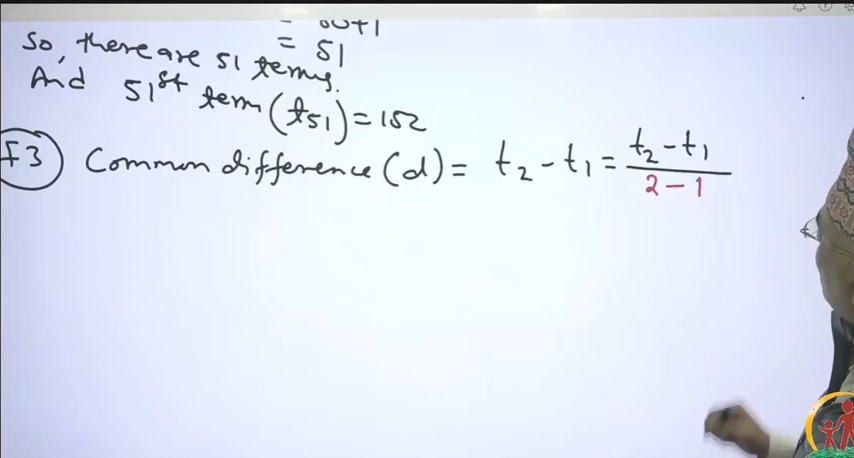 = 51
So, there are 51 terms.
And 51st term (t51) = 152
F3 Common difference (d) = t2 - t1 = t2 - t1 / 2 - 1